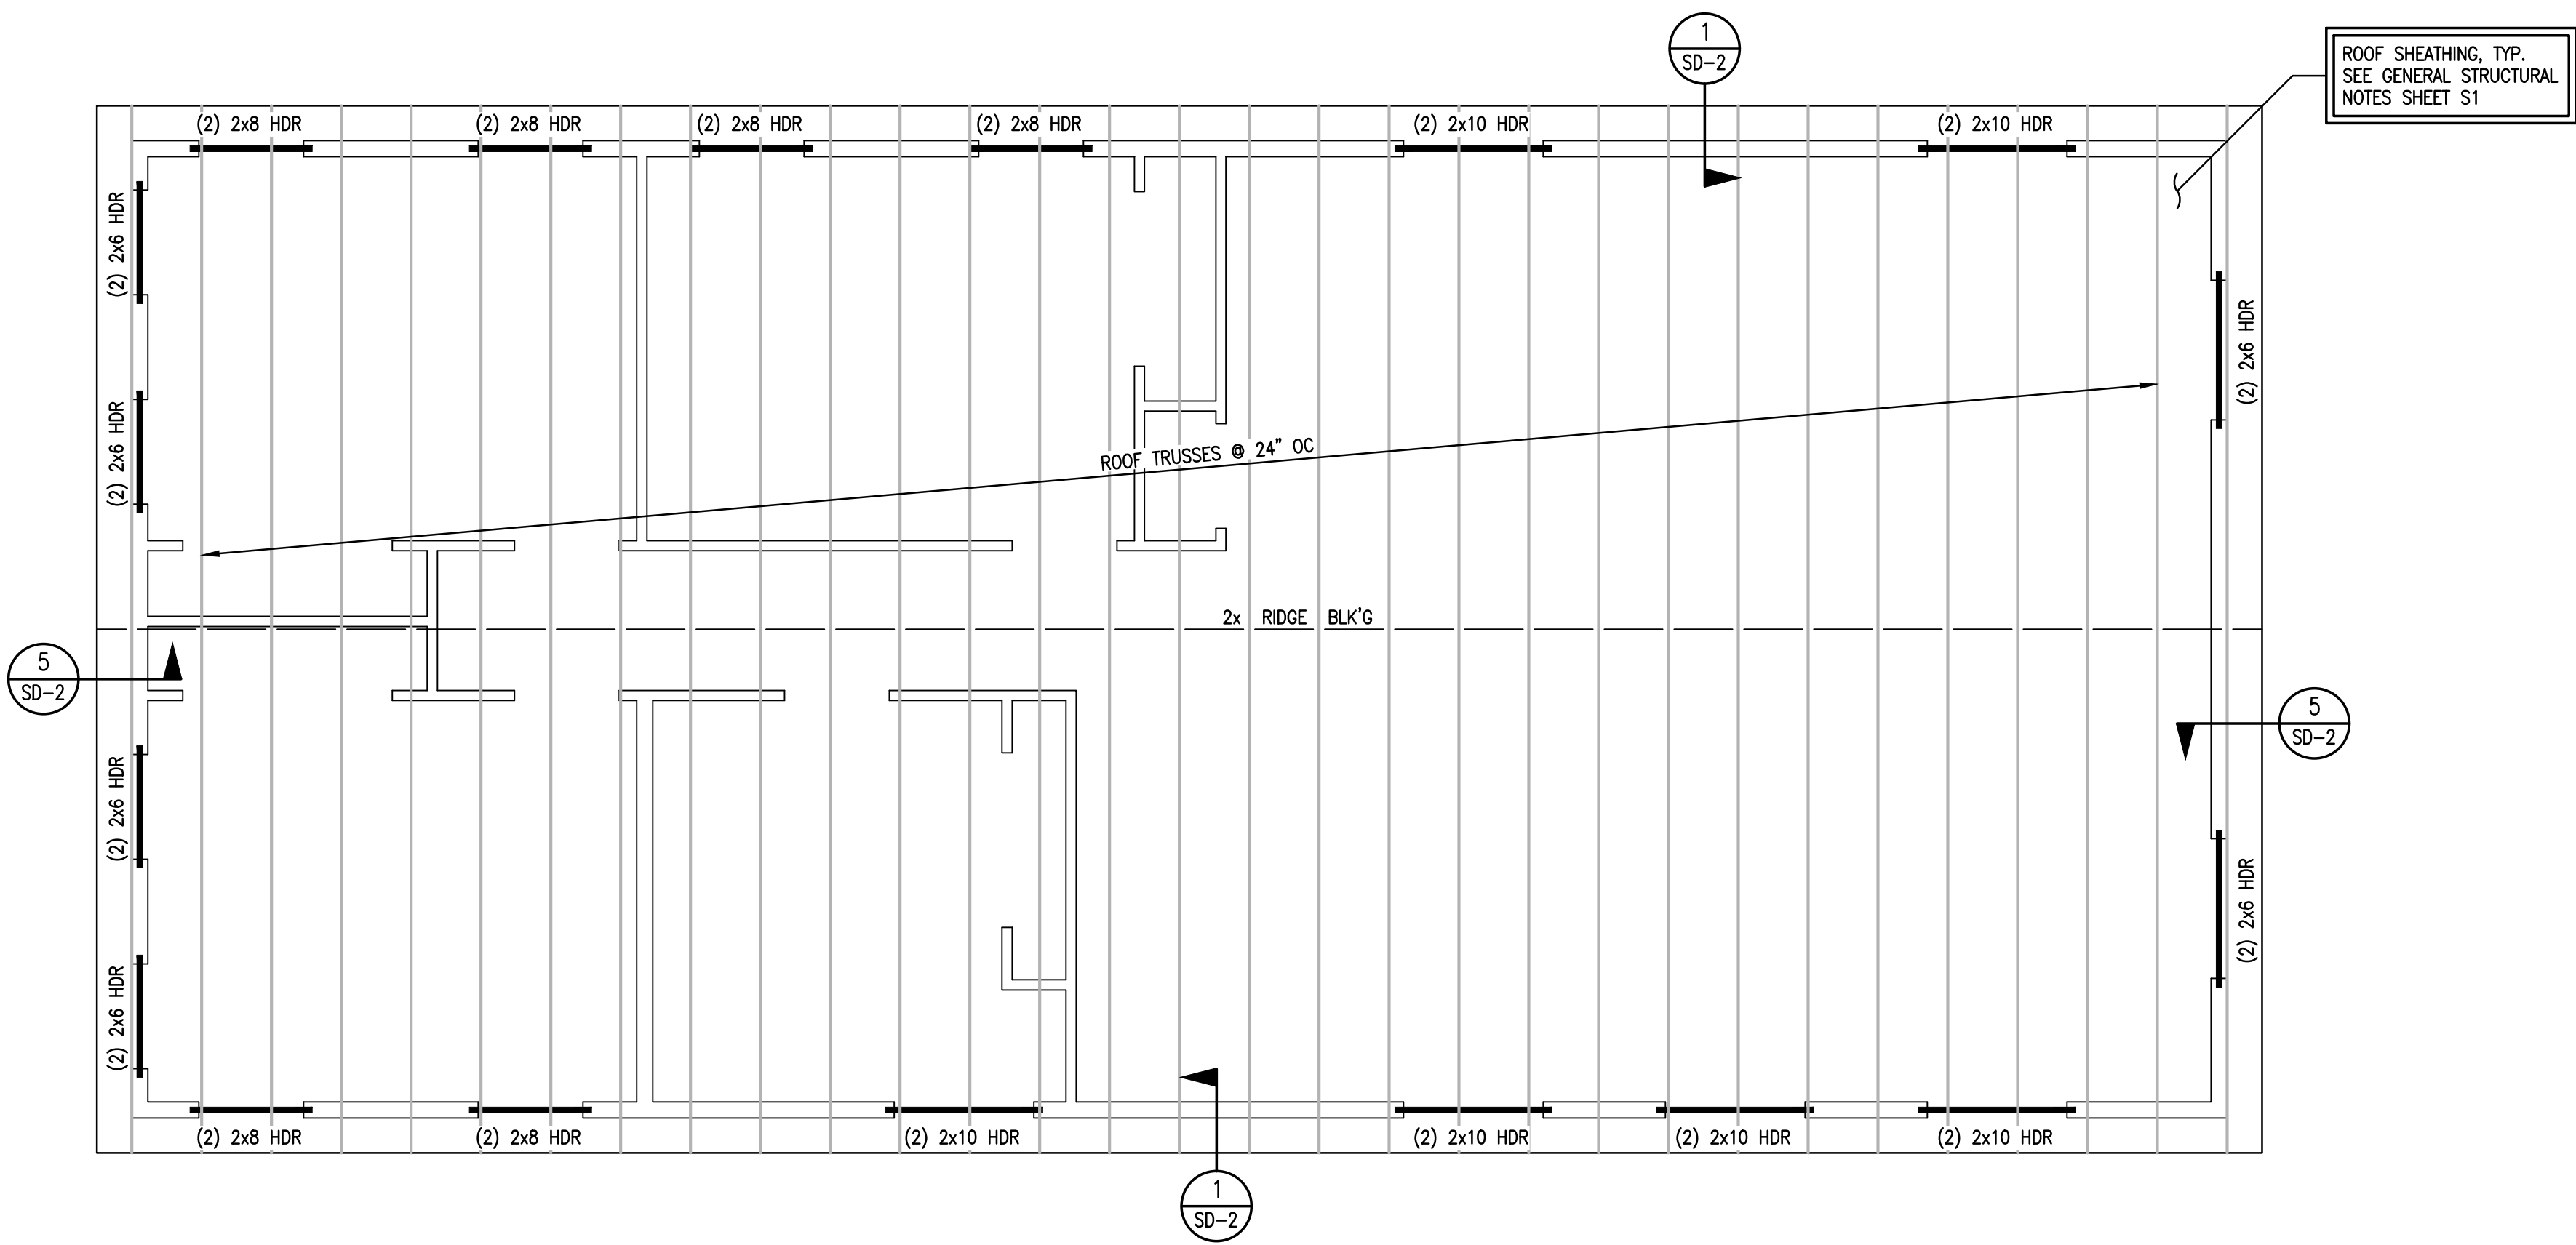 1
SD-2
ROOF SHEATHING, TYP.
SEE GENERAL STRUCTURAL
NOTES SHEET S1
(2) 2x8 HDR
(2) 2x8 HDR
(2) 2x8 HDR
(2) 2x8 HDR
(2) 2x10 HDR
(2) 2x10 HDR
(2) 2x6 HDR
(2) 2x6 HDR
(2) 2x6 HDR
ROOF TRUSSES @ 24" OC
2x RIDGE BLK'G
5
SD-2
5
SD-2
(2) 2x6 HDR
(2) 2x6 HDR
(2) 2x6 HDR
(2) 2x8 HDR
(2) 2x8 HDR
(2) 2x10 HDR
(2) 2x10 HDR
(2) 2x10 HDR
(2) 2x10 HDR
1
SD-2